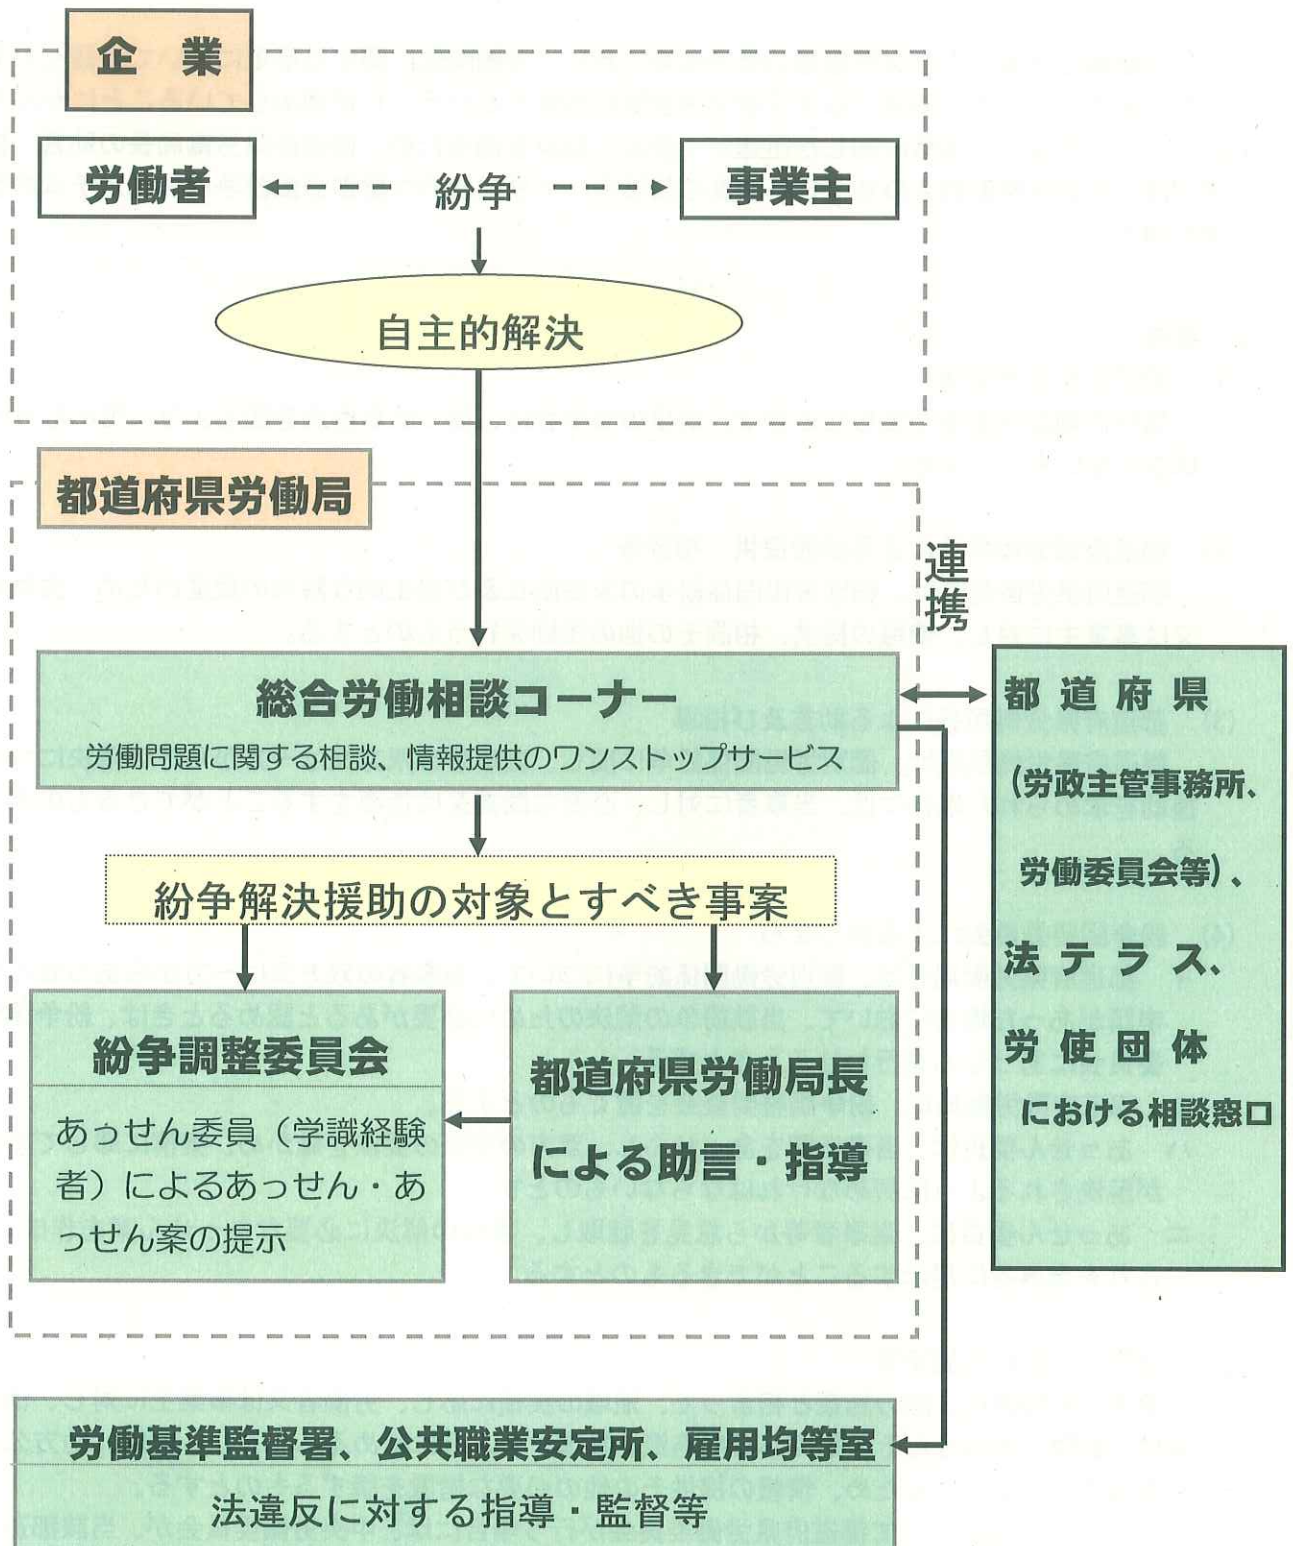 企　業
労働者
紛争
事業主
自主的解決
都道府県労働局
連携
総合労働相談コーナー
労働問題に関する相談、情報提供のワンストップサービス
都 道 府 県
(労政主管事務所、
労働委員会等)、
法 テ ラ ス、
労 使 団 体
における相談窓口
紛争解決援助の対象とすべき事案
紛争調整委員会
あっせん委員（学識経験
者）によるあっせん・あ
っせん案の提示
都道府県労働局長
による助言・指導
労働基準監督署、公共職業安定所、雇用均等室
法違反に対する指導・監督等